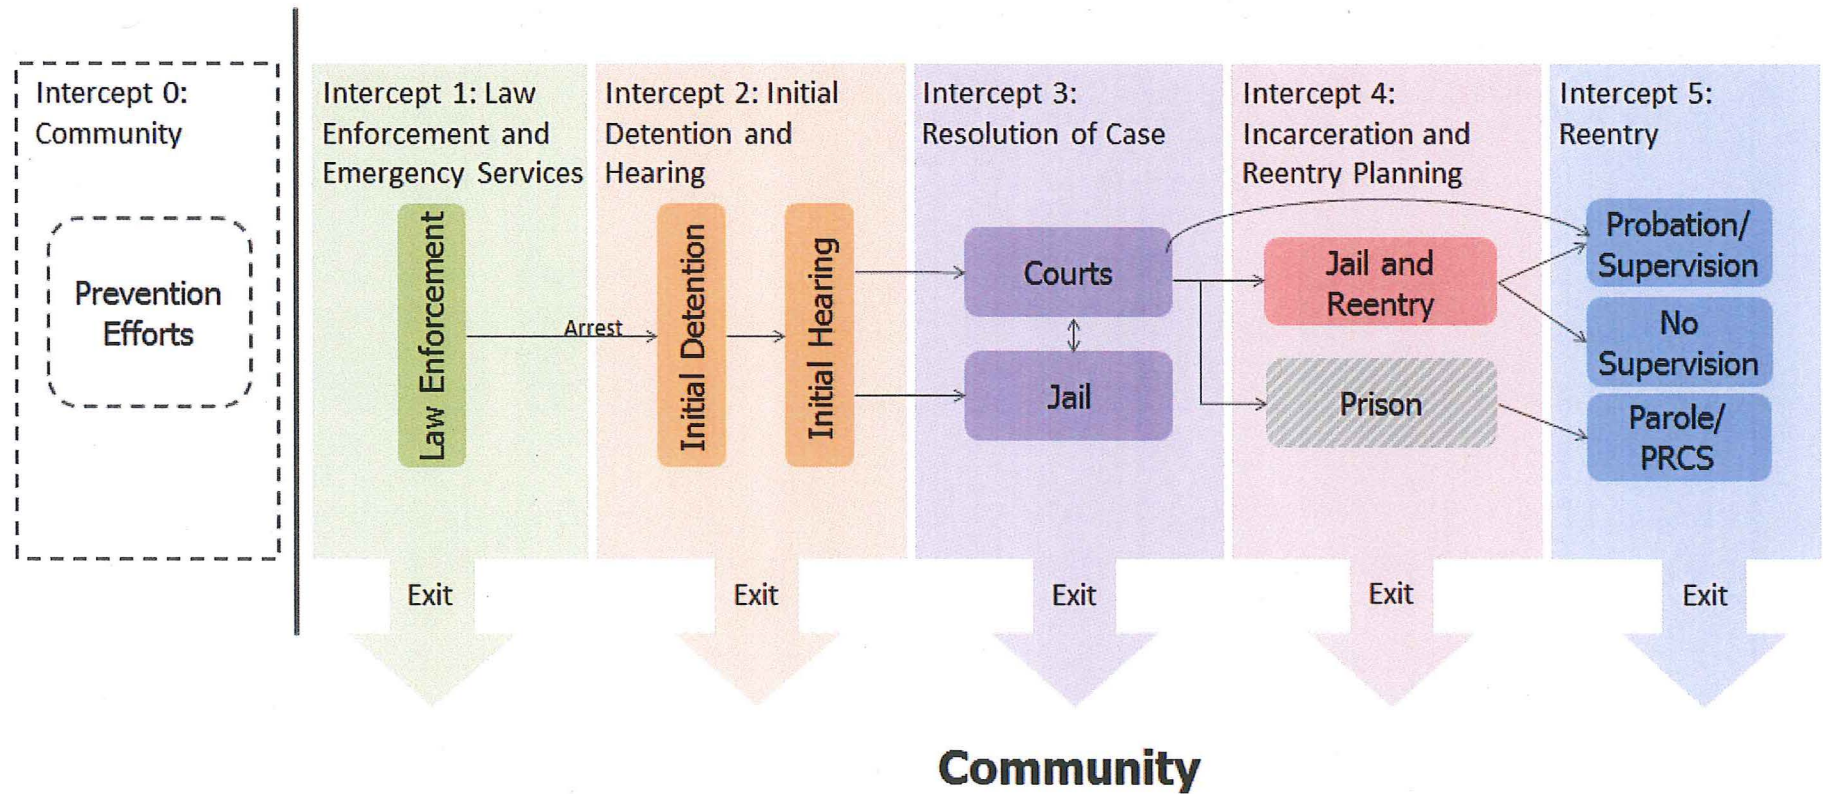 Intercept 0:
Community
Prevention
Efforts
Intercept 1: Law
Enforcement and
Emergency Services
Law Enforcement
Arrest
Intercept 2: Initial
Detention and
Hearing
Initial Detention
Initial Hearing
Intercept 3:
Resolution of Case
Courts
Jail
Intercept 4:
Incarceration and
Reentry Planning
Jail and
Reentry
Prison
Intercept 5:
Reentry
Probation/
Supervision
No
Supervision
Parole/
PRCS
Exit
Exit
Exit
Exit
Exit
Community